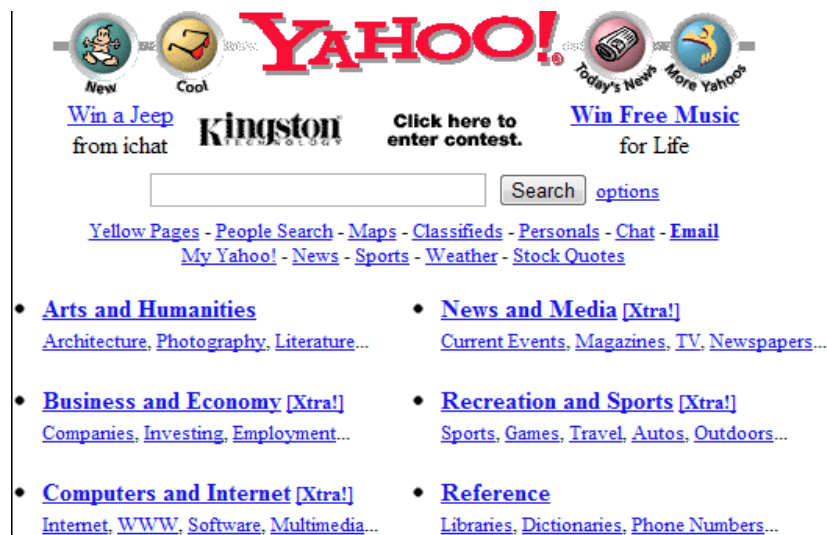 New Cool YAHOO! Today's News More Yahoos
Win a Jeep
from ichat
Kingston
TECHNOLOGY
Click here to
enter contest.
Win Free Music
for Life
Search options
Yellow Pages - People Search - Maps - Classifieds - Personals - Chat - Email
My Yahoo! - News - Sports - Weather - Stock Quotes
• Arts and Humanities
Architecture, Photography, Literature...
• News and Media [Xtra!]
Current Events, Magazines, TV, Newspapers...
• Business and Economy [Xtra!]
Companies, Investing, Employment...
• Recreation and Sports [Xtra!]
Sports, Games, Travel, Autos, Outdoors...
• Computers and Internet [Xtra!]
Internet, WWW, Software, Multimedia...
• Reference
Libraries, Dictionaries, Phone Numbers...